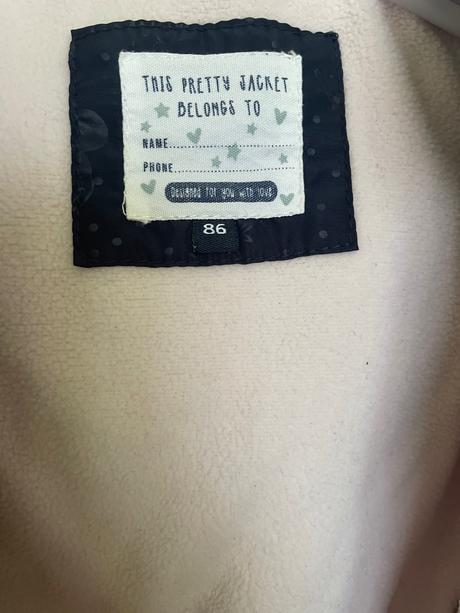 THIS PRETTY JACKET
BELONGS TO
NAME
PHONE
Designed for you with love
86